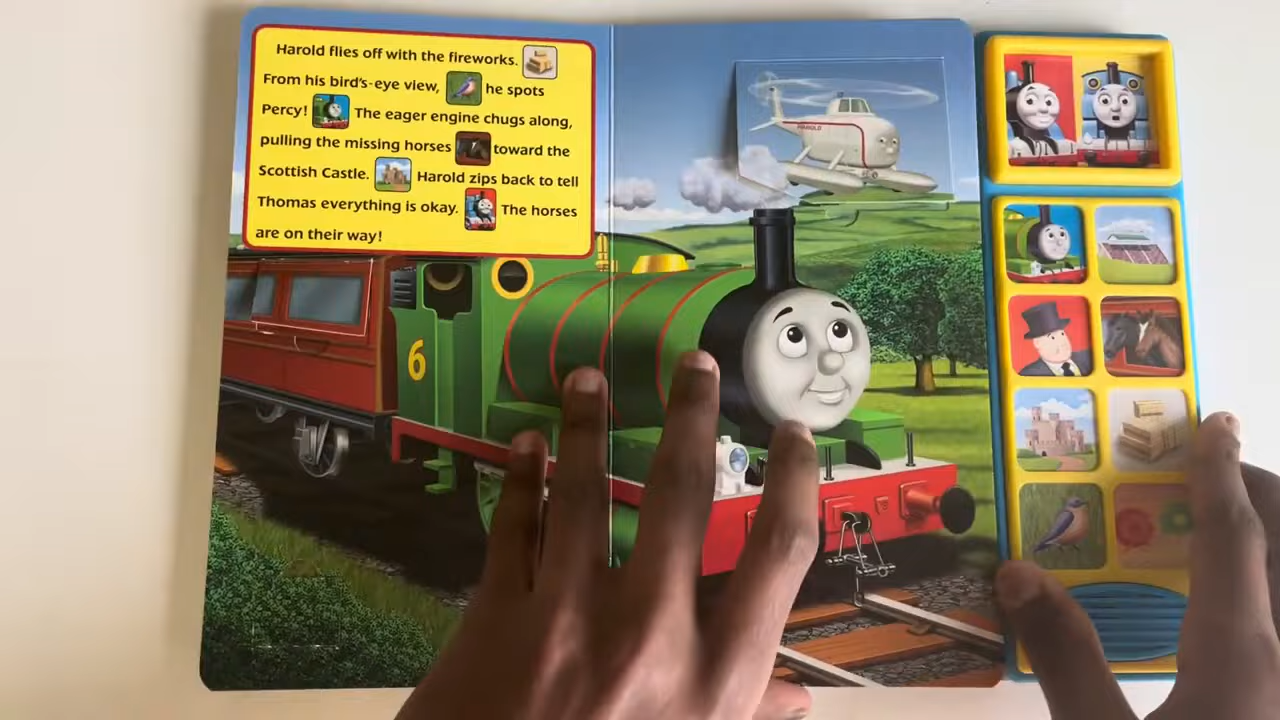 Harold flies off with the fireworks.
From his bird's-eye view, he spots
Percy! The eager engine chugs along,
pulling the missing horses toward the
Scottish Castle. Harold zips back to tell
Thomas everything is okay. The horses
are on their way!
HAROLD
6